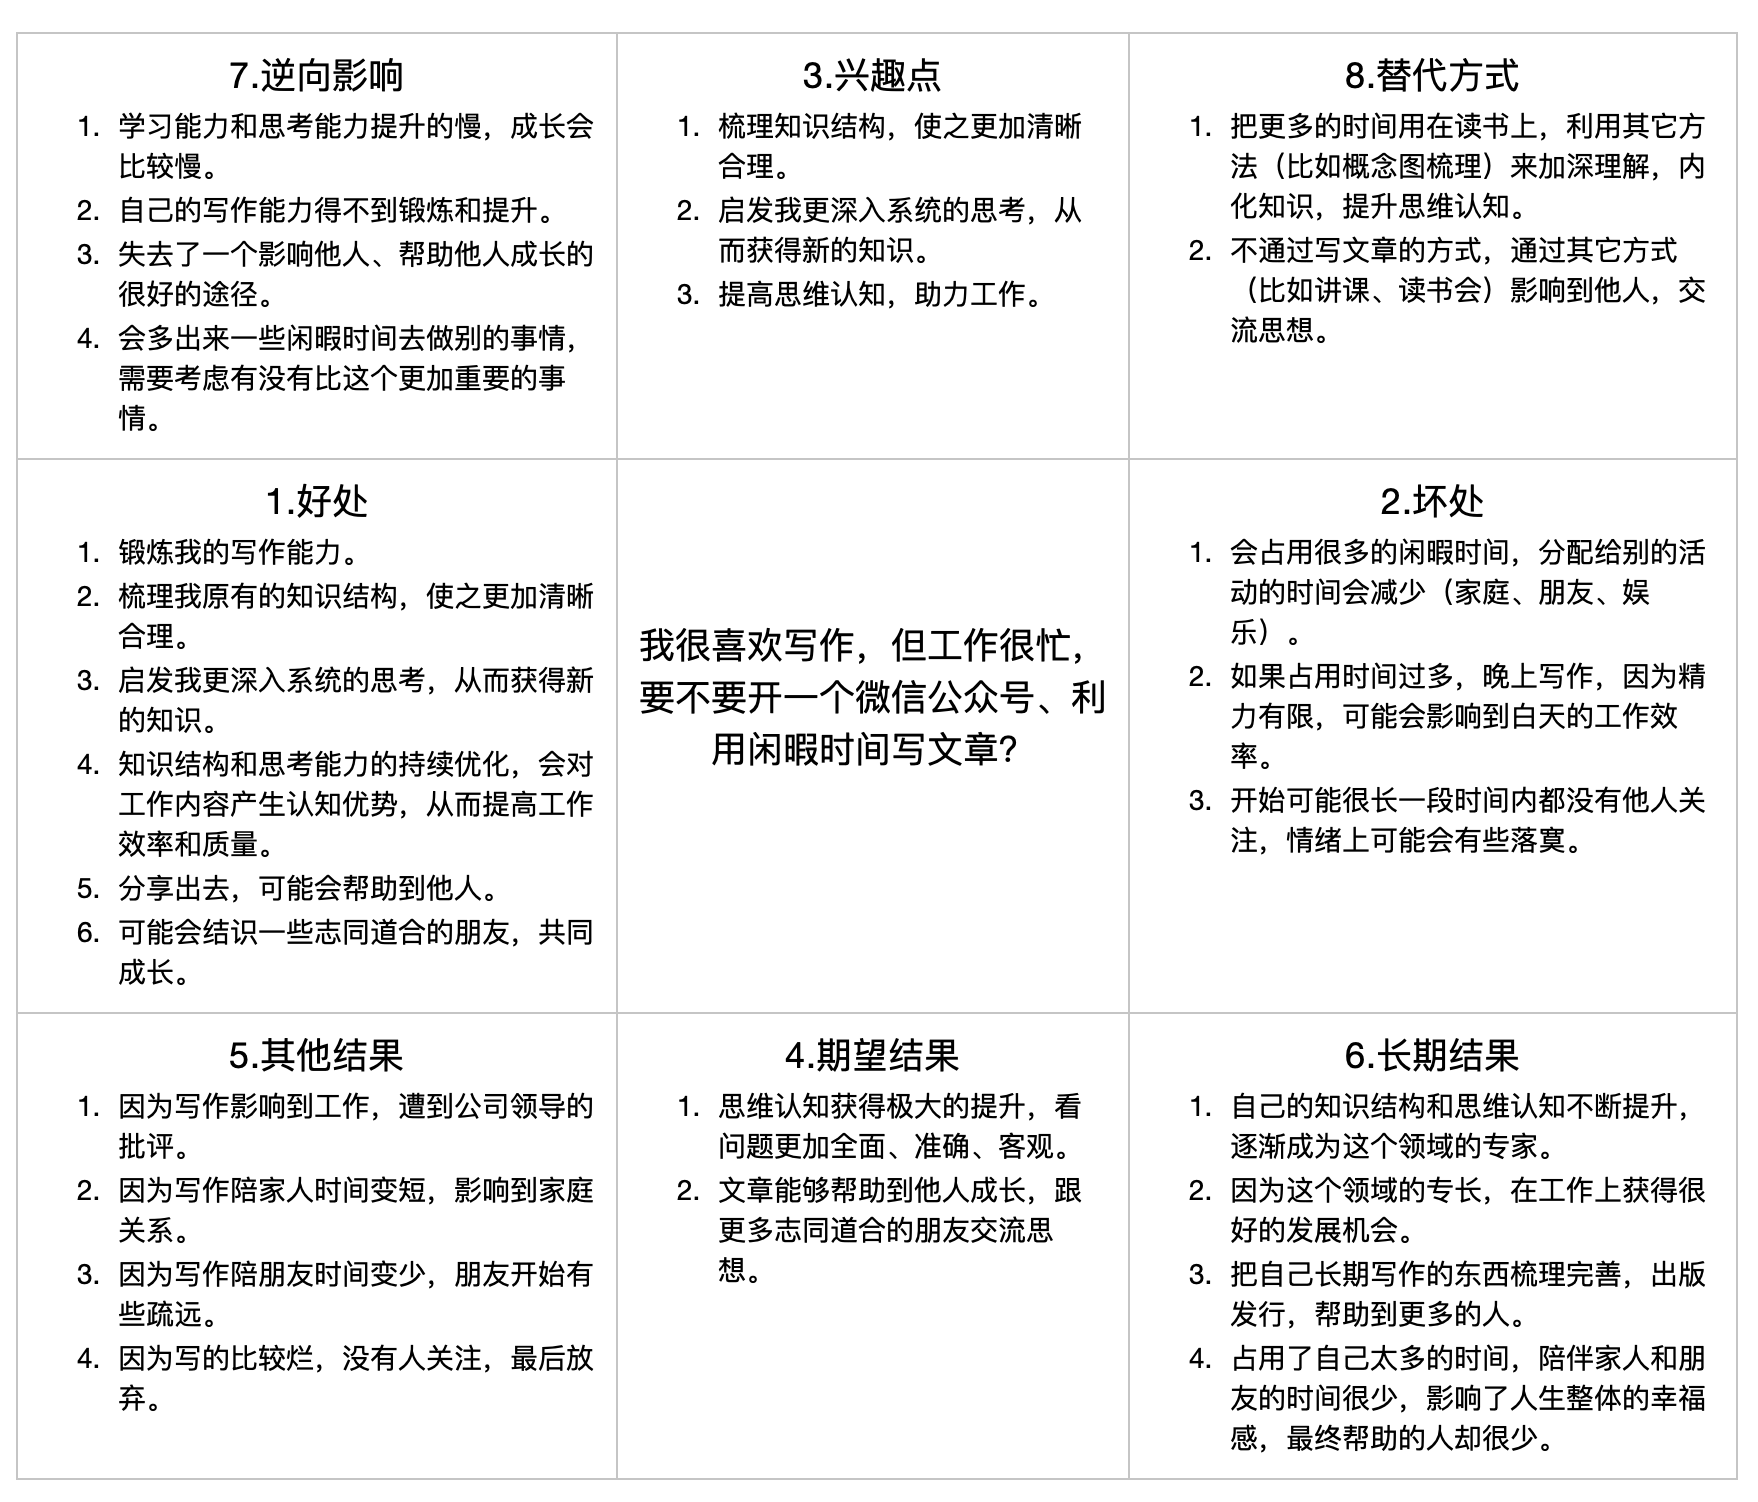 7.逆向影响
1. 学习能力和思考能力提升的慢，成长会
比较慢。
2. 自己的写作能力得不到锻炼和提升。
3. 失去了一个影响他人、帮助他人成长的
很好的途径。
4. 会多出来一些闲暇时间去做别的事情，
需要考虑有没有比这个更加重要的事
情。
3.兴趣点
1. 梳理知识结构，使之更加清晰
合理。
2. 启发我更深入系统的思考，从
而获得新的知识。
3. 提高思维认知，助力工作。
8.替代方式
1. 把更多的时间用在读书上，利用其它方
法（比如概念图梳理）来加深理解，内
化知识，提升思维认知。
2. 不通过写文章的方式，通过其它方式
（比如讲课、读书会）影响到他人，交
流思想。
1.好处
1. 锻炼我的写作能力。
2. 梳理我原有的知识结构，使之更加清晰
合理。
3. 启发我更深入系统的思考，从而获得新
的知识。
4. 知识结构和思考能力的持续优化，会对
工作内容产生认知优势，从而提高工作
效率和质量。
5. 分享出去，可能会帮助到他人。
6. 可能会结识一些志同道合的朋友，共同
成长。
我很喜欢写作，但工作很忙，
要不要开一个微信公众号、利
用闲暇时间写文章？
2.坏处
1. 会占用很多的闲暇时间，分配给别的活
动的时间会减少（家庭、朋友、娱
乐）。
2. 如果占用时间过多，晚上写作，因为精
力有限，可能会影响到白天的工作效
率。
3. 开始可能很长一段时间内都没有他人关
注，情绪上可能会有些落寞。
5.其他结果
1. 因为写作影响到工作，遭到公司领导的
批评。
2. 因为写作陪家人时间变短，影响到家庭
关系。
3. 因为写作陪朋友时间变少，朋友开始有
些疏远。
4. 因为写的比较烂，没有人关注，最后放
弃。
4.期望结果
1. 思维认知获得极大的提升，看
问题更加全面、准确、客观。
2. 文章能够帮助到他人成长，跟
更多志同道合的朋友交流思
想。
6.长期结果
1. 自己的知识结构和思维认知不断提升，
逐渐成为这个领域的专家。
2. 因为这个领域的专长，在工作上获得很
好的发展机会。
3. 把自己长期写作的东西梳理完善，出版
发行，帮助到更多的人。
4. 占用了自己太多的时间，陪伴家人和朋
友的时间很少，影响了人生整体的幸福
感，最终帮助的人却很少。